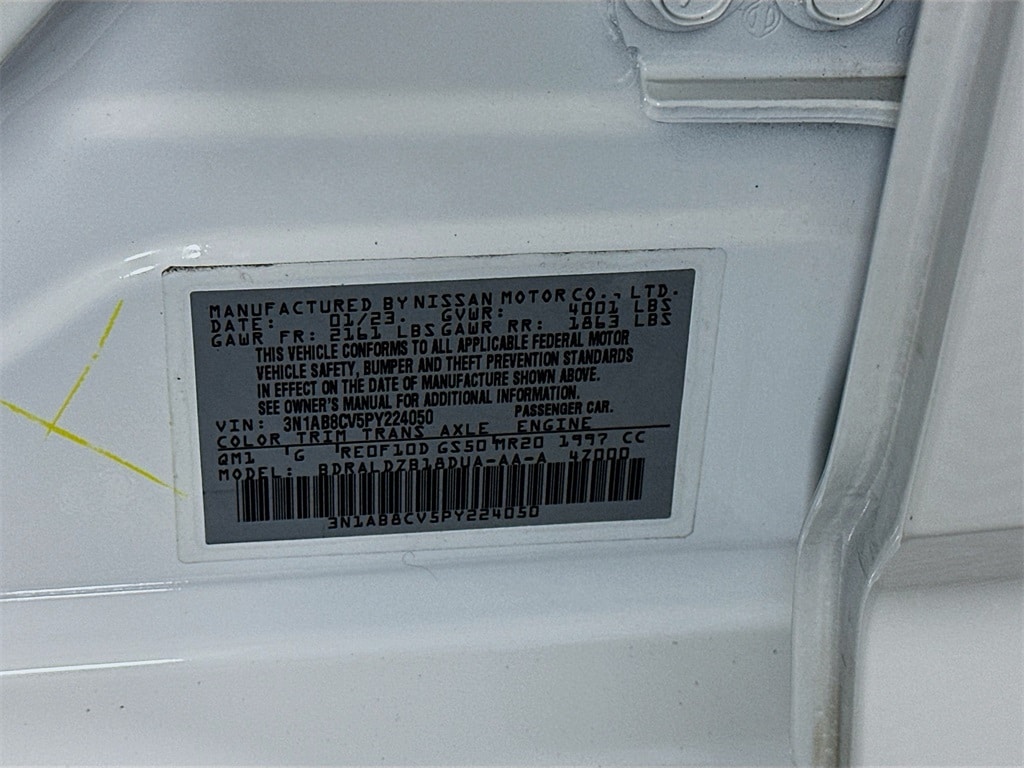 MANUFACTURED BY NISSAN MOTOR CO., LTD.
DATE: 01/23. GVWR: 4001 LBS
GAWR FR: 2161 LBS GAWR RR: 1863 LBS
THIS VEHICLE CONFORMS TO ALL APPLICABLE FEDERAL MOTOR
VEHICLE SAFETY, BUMPER AND THEFT PREVENTION STANDARDS
IN EFFECT ON THE DATE OF MANUFACTURE SHOWN ABOVE.
SEE OWNER'S MANUAL FOR ADDITIONAL INFORMATION.
VIN: 3N1AB8CV5PY224050 PASSENGER CAR.
COLOR TRIM TRANS AXLE ENGINE
QM1 G RE0F10D GS50 MR20 1997 CC
MODEL: BDRALDZB18DUA-AA-A 4Z000
3N1AB8CV5PY224050